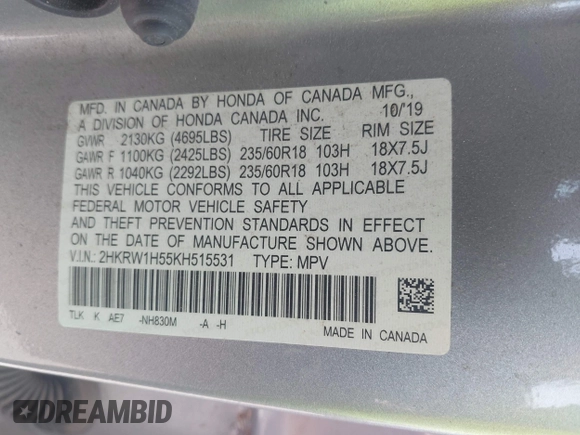 MFD. IN CANADA BY HONDA OF CANADA MFG.,
A DIVISION OF HONDA CANADA INC. 10/'19
GVWR 2130KG (4695LBS) TIRE SIZE RIM SIZE
GAWR F 1100KG (2425LBS) 235/60R18 103H 18X7.5J
GAWR R 1040KG (2292LBS) 235/60R18 103H 18X7.5J
THIS VEHICLE CONFORMS TO ALL APPLICABLE
FEDERAL MOTOR VEHICLE SAFETY
AND THEFT PREVENTION STANDARDS IN EFFECT
ON THE DATE OF MANUFACTURE SHOWN ABOVE.
V.I.N.: 2HKRW1H55KH515531 TYPE: MPV
TLK K AE7 -NH830M -A -H
MADE IN CANADA
DREAMBID